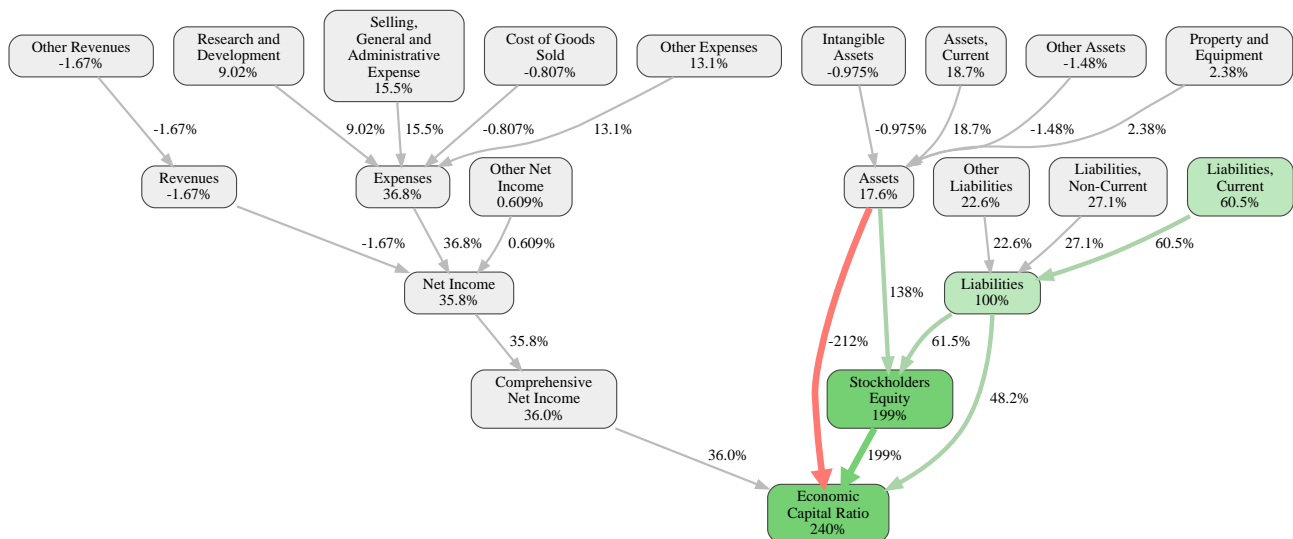 Other Revenues
-1.67%
Research and
Development
9.02%
Selling,
General and
Administrative
Expense
15.5%
Cost of Goods
Sold
-0.807%
Other Expenses
13.1%
Intangible
Assets
-0.975%
Assets,
Current
18.7%
Other Assets
-1.48%
Property and
Equipment
2.38%
-1.67%
9.02%
15.5%
-0.807%
13.1%
-0.975%
18.7%
-1.48%
2.38%
Revenues
-1.67%
Expenses
36.8%
Other Net
Income
0.609%
Assets
17.6%
Other
Liabilities
22.6%
Liabilities,
Non-Current
27.1%
Liabilities,
Current
60.5%
-1.67%
36.8%
0.609%
22.6%
27.1%
60.5%
Net Income
35.8%
138%
Liabilities
100%
35.8%
-212%
61.5%
Comprehensive
Net Income
36.0%
Stockholders
Equity
199%
48.2%
36.0%
199%
Economic
Capital Ratio
240%